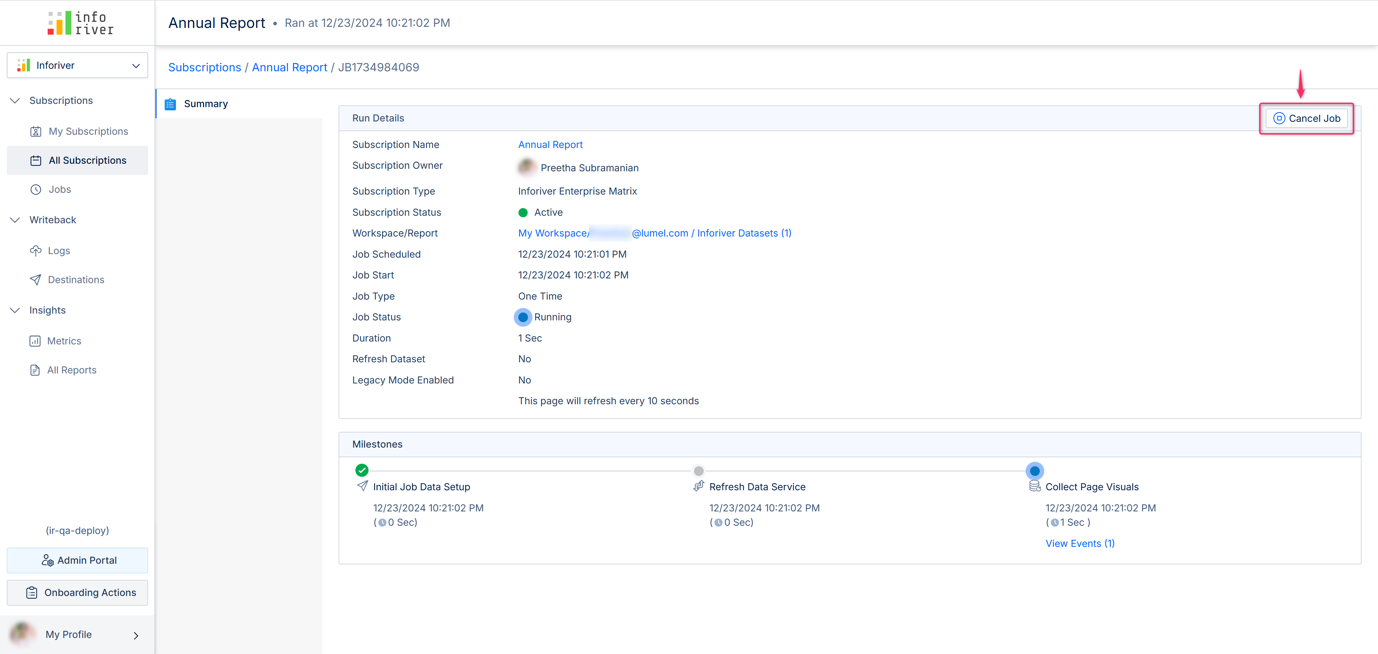 info
river
Annual Report • Ran at 12/23/2024 10:21:02 PM
Inforiver
Subscriptions / Annual Report / JB1734984069
Subscriptions
My Subscriptions
All Subscriptions
Jobs
Writeback
Logs
Destinations
Insights
Metrics
All Reports
(ir-qa-deploy)
Admin Portal
Onboarding Actions
My Profile
Summary
Run Details
Cancel Job
Subscription Name Annual Report
Subscription Owner Preetha Subramanian
Subscription Type Inforiver Enterprise Matrix
Subscription Status Active
Workspace/Report My Workspace/ @lumel.com / Inforiver Datasets (1)
Job Scheduled 12/23/2024 10:21:01 PM
Job Start 12/23/2024 10:21:02 PM
Job Type One Time
Job Status Running
Duration 1 Sec
Refresh Dataset No
Legacy Mode Enabled No
This page will refresh every 10 seconds
Milestones
Initial Job Data Setup
12/23/2024 10:21:02 PM
( 0 Sec)
Refresh Data Service
12/23/2024 10:21:02 PM
( 0 Sec)
Collect Page Visuals
12/23/2024 10:21:02 PM
( 1 Sec )
View Events (1)